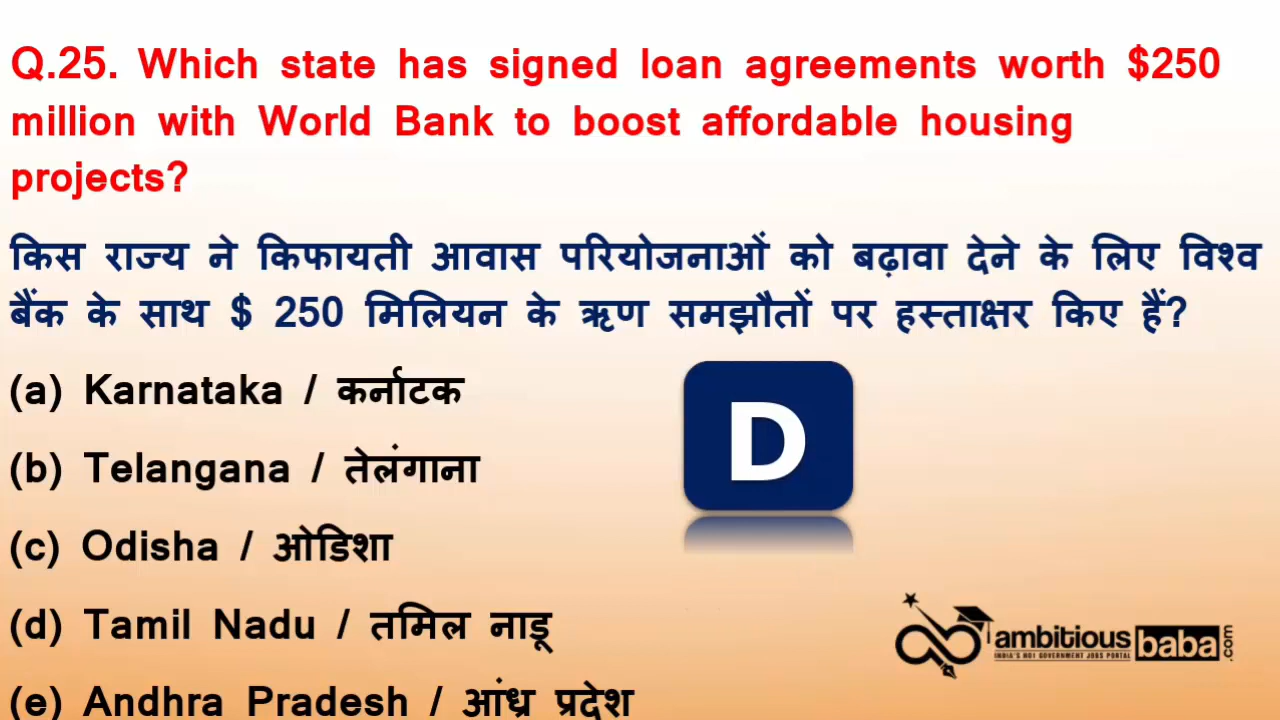 Q.25. Which state has signed loan agreements worth $250
million with World Bank to boost affordable housing
projects?
किस राज्य ने किफायती आवास परियोजनाओं को बढ़ावा देने के लिए विश्व
बैंक के साथ $ 250 मिलियन के ऋण समझौतों पर हस्ताक्षर किए हैं?
(a) Karnataka / कर्नाटक
(b) Telangana / तेलंगाना
(c) Odisha / ओडिशा
(d) Tamil Nadu / तमिल नाडू
(e) Andhra Pradesh / आंध्र प्रदेश
D
ambitiousbaba.com
INDIA'S NO1 GOVERNMENT JOBS PORTAL